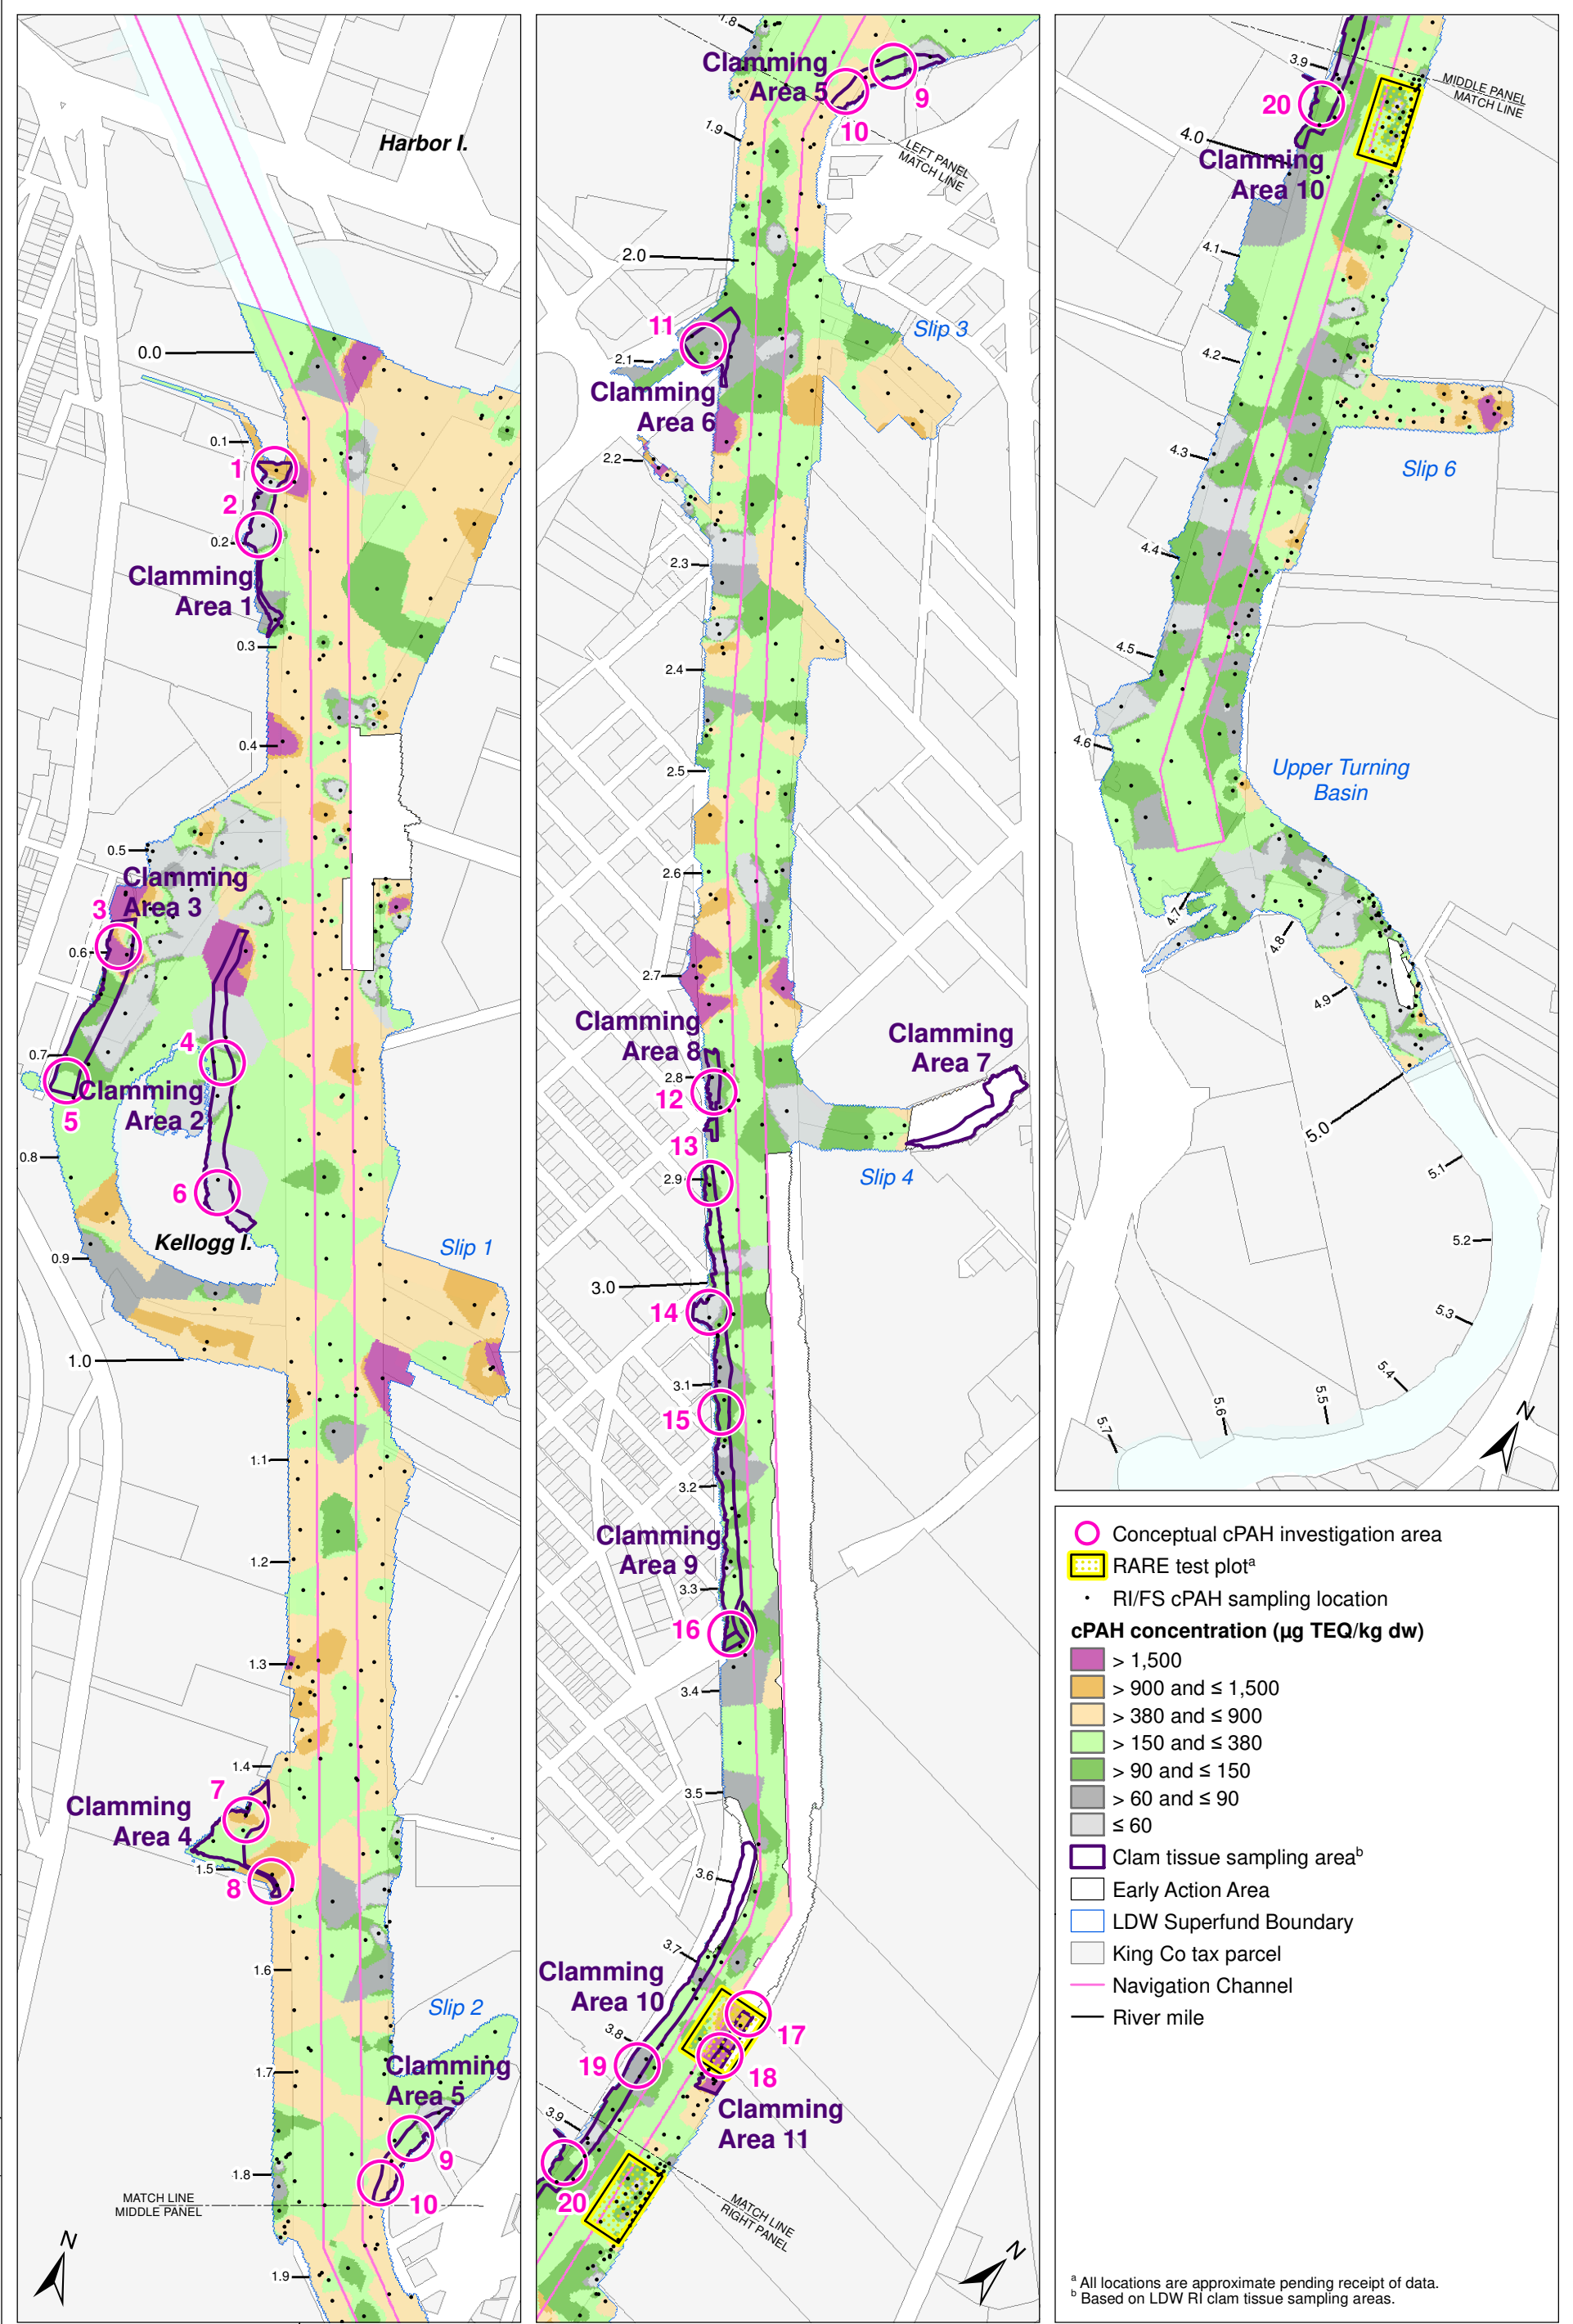 Harbor I.
0.0
0.1
1
2
0.2
Clamming
Area 1
0.3
0.4
0.5
Clamming
Area 3
3
0.6
0.7
4
Clamming
Area 2
5
0.8
6
Kellogg I.
0.9
Slip 1
1.0
1.1
1.2
1.3
1.4
7
Clamming
Area 4
1.5
8
1.6
Slip 2
1.7
Clamming
Area 5
9
1.8
10
MATCH LINE
MIDDLE PANEL
N
1.9
1.8
Clamming
Area 5
9
10
1.9
LEFT PANEL
MATCH LINE
2.0
11
Slip 3
2.1
Clamming
Area 6
2.2
2.3
2.4
2.5
2.6
2.7
Clamming
Area 8
Clamming
Area 7
2.8
12
13
2.9
Slip 4
3.0
14
3.1
15
3.2
Clamming
Area 9
3.3
16
3.4
3.5
3.6
3.7
Clamming
Area 10
17
3.8
19
18
Clamming
Area 11
3.9
20
MATCH LINE
RIGHT PANEL
N
3.9
MIDDLE PANEL
MATCH LINE
20
4.0
Clamming
Area 10
4.1
4.2
4.3
Slip 6
4.4
4.5
4.6
Upper Turning
Basin
4.7
4.8
4.9
5.0
5.1
5.2
5.3
5.4
5.5
5.6
5.7
N
Conceptual cPAH investigation area
RARE test plotᵃ
RI/FS cPAH sampling location
cPAH concentration (µg TEQ/kg dw)
> 1,500
> 900 and ≤ 1,500
> 380 and ≤ 900
> 150 and ≤ 380
> 90 and ≤ 150
> 60 and ≤ 90
≤ 60
Clam tissue sampling areaᵇ
Early Action Area
LDW Superfund Boundary
King Co tax parcel
Navigation Channel
River mile
ᵃ All locations are approximate pending receipt of data.
ᵇ Based on LDW RI clam tissue sampling areas.